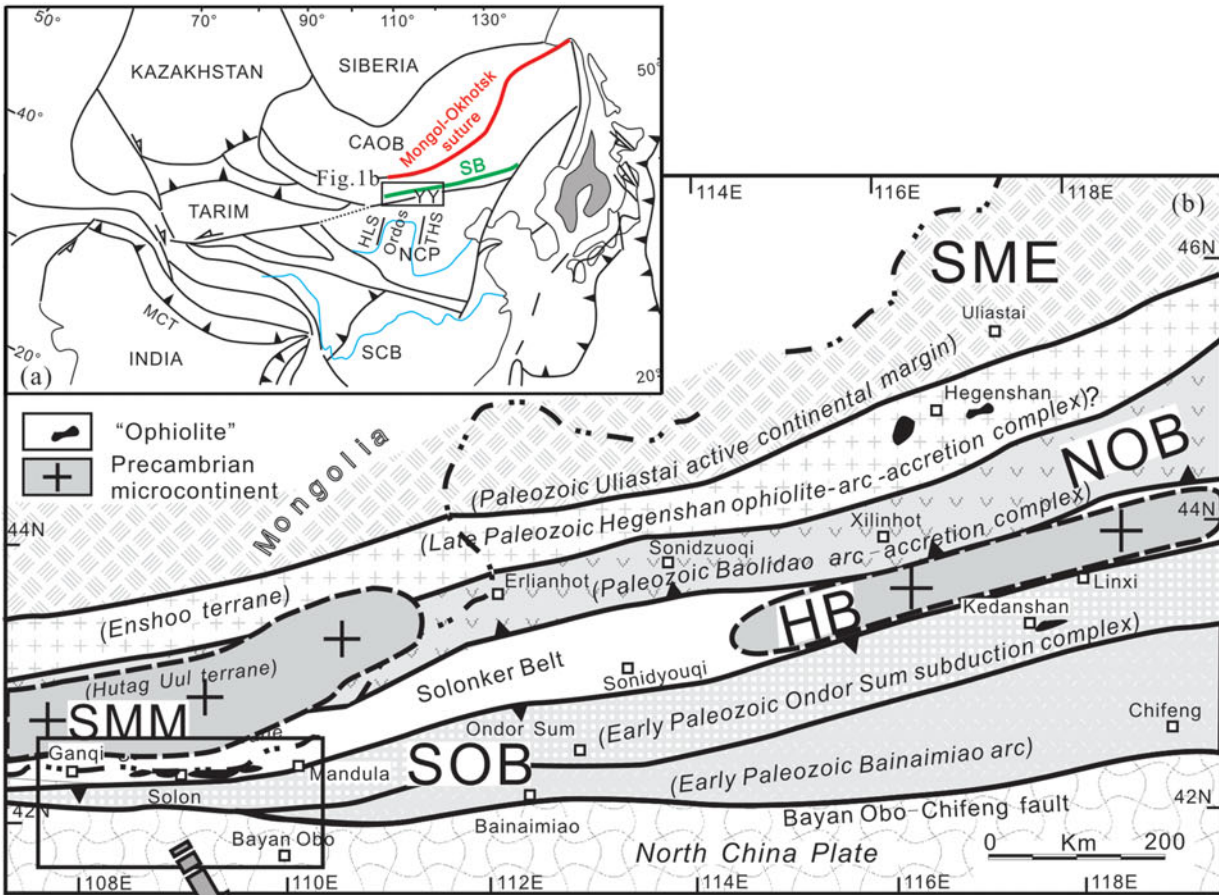 50°
70°
90°
110°
130°
KAZAKHSTAN
SIBERIA
50°
40°
CAOB
Mongol-Okhotsk
suture
SB
Fig.1b
YY
TARIM
HLS
Ordos
THS
NCP
MCT
INDIA
SCB
20°
20°
(a)
114E
116E
118E
(b)
SME
46N
Uliastai
"Ophiolite"
Precambrian
microcontinent
Mongolia
(Paleozoic Uliastai active continental margin)
Hegenshan
(Late Paleozoic Hegenshan ophiolite-arc-accretion complex)?
NOB
44N
44N
Xilinhot
Sonidzuoqi
(Paleozoic Baolidao arc-accretion complex)
Erlianhot
Linxi
(Enshoo terrane)
HB
Kedanshan
(Hutag Uul terrane)
Solonker Belt
Sonidyouqi
SMM
(Early Paleozoic Ondor Sum subduction complex)
Ondor Sum
Chifeng
Ganqi
Mandula
SOB
(Early Paleozoic Bainaimiao arc)
Solon
42N
42N
Bayan Obo-Chifeng fault
Bayan Obo
Bainaimiao
North China Plate
0 Km 200
108E
110E
112E
114E
116E
118E